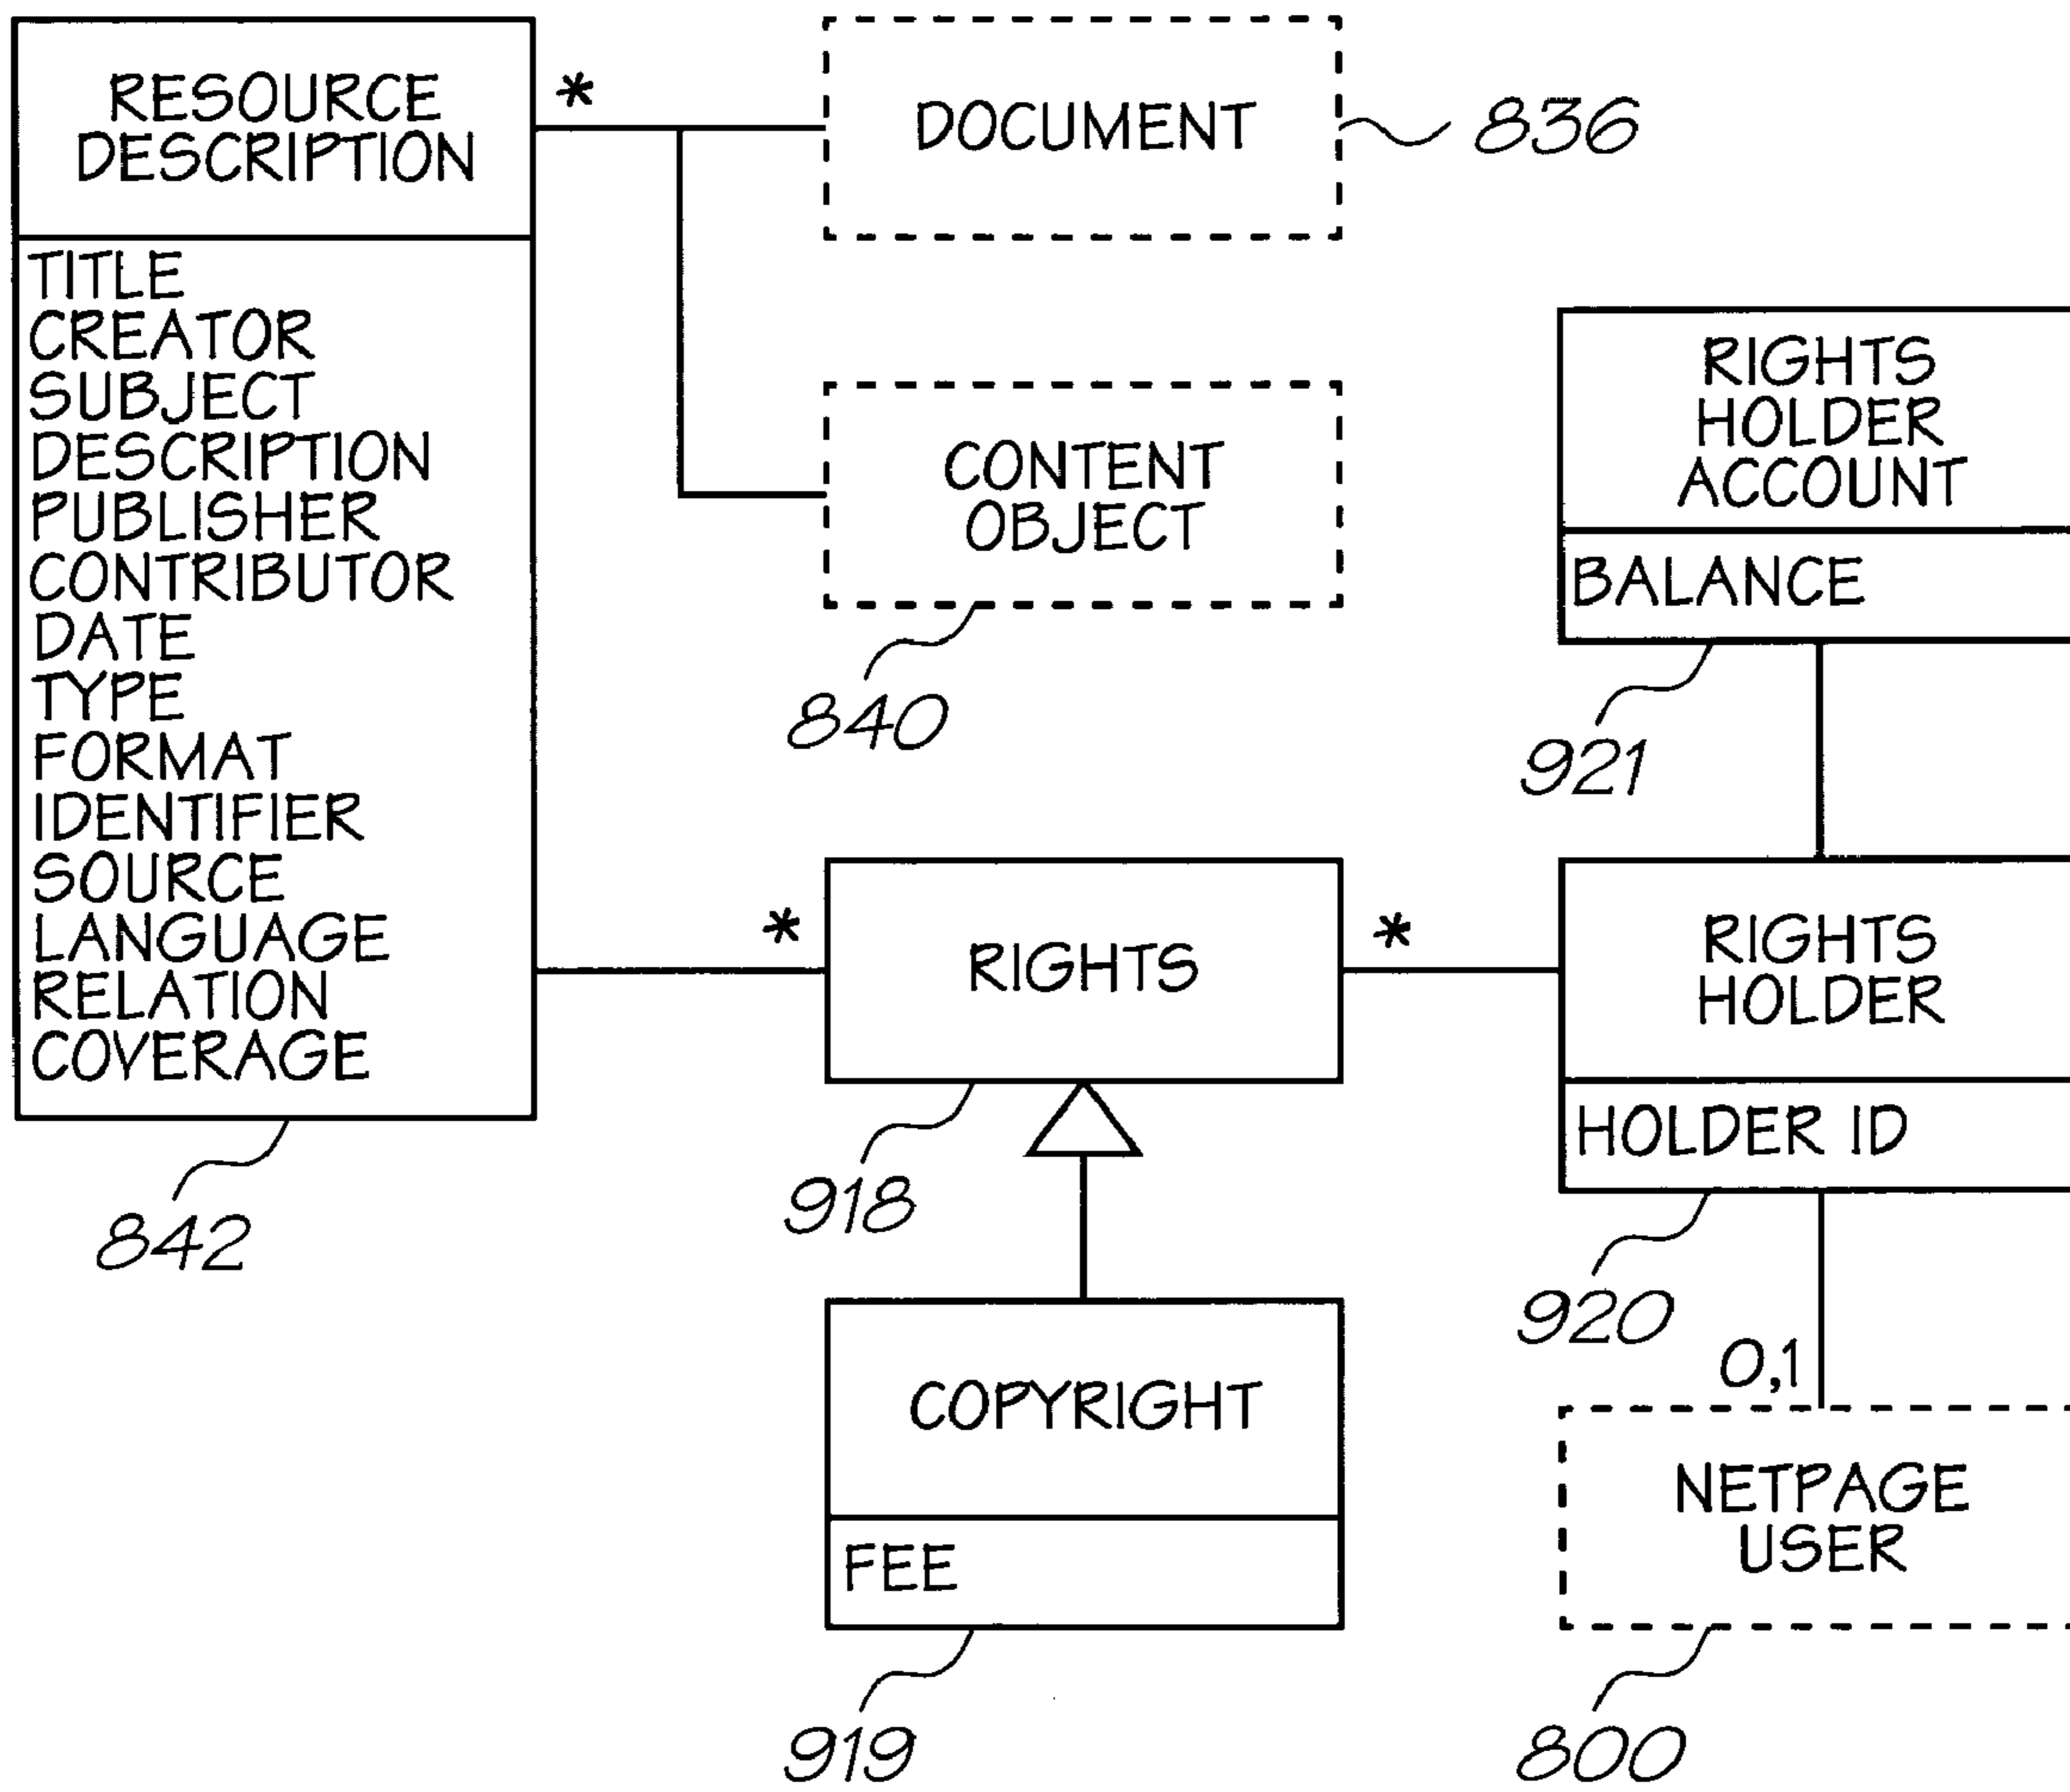 RESOURCE
DESCRIPTION
TITLE
CREATOR
SUBJECT
DESCRIPTION
PUBLISHER
CONTRIBUTOR
DATE
TYPE
FORMAT
IDENTIFIER
SOURCE
LANGUAGE
RELATION
COVERAGE
842
*
DOCUMENT
836
CONTENT
OBJECT
840
RIGHTS
HOLDER
ACCOUNT
BALANCE
921
*
RIGHTS
*
918
RIGHTS
HOLDER
HOLDER ID
920
COPYRIGHT
FEE
919
0,1
NETPAGE
USER
800